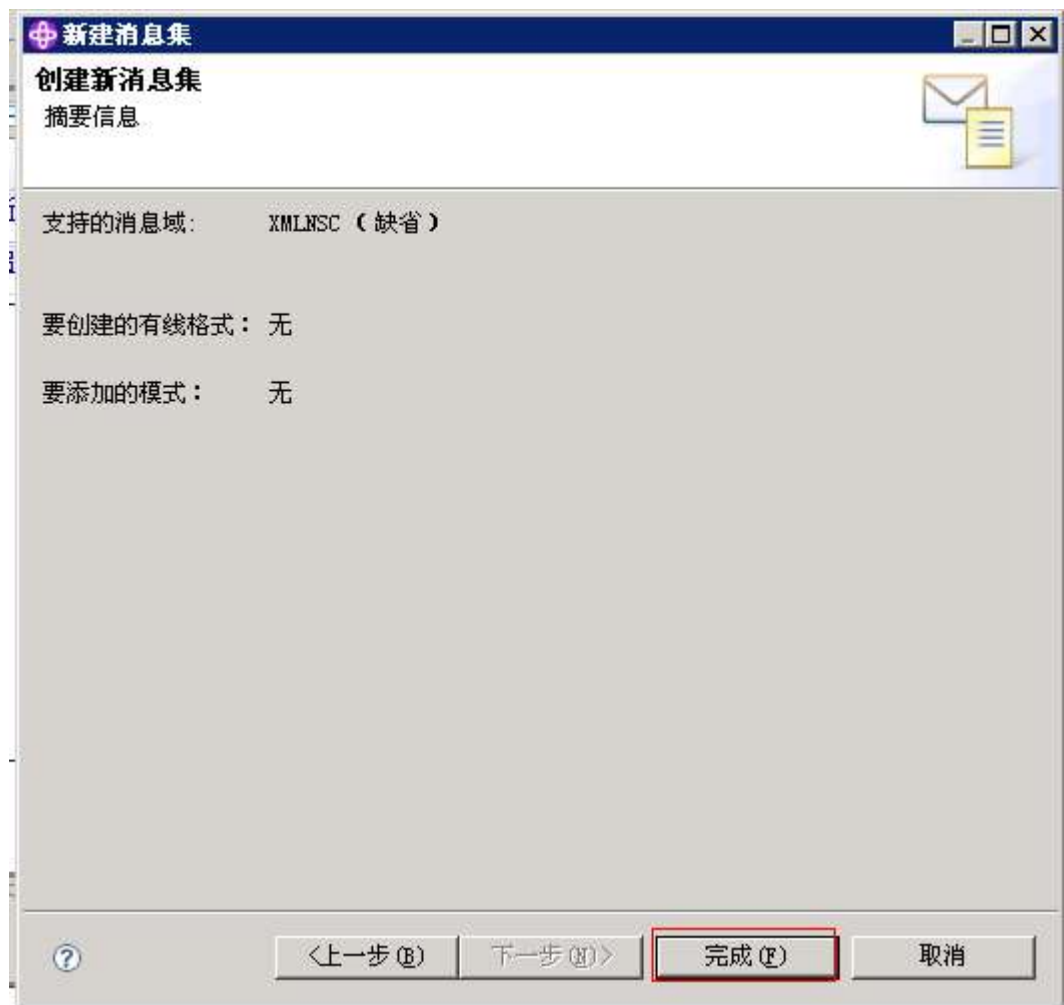 新建消息集
创建新消息集
摘要信息
支持的消息域: XMLNSC（缺省）
要创建的有线格式：无
要添加的模式： 无
<上一步(B) 下一步(N)> 完成(F) 取消